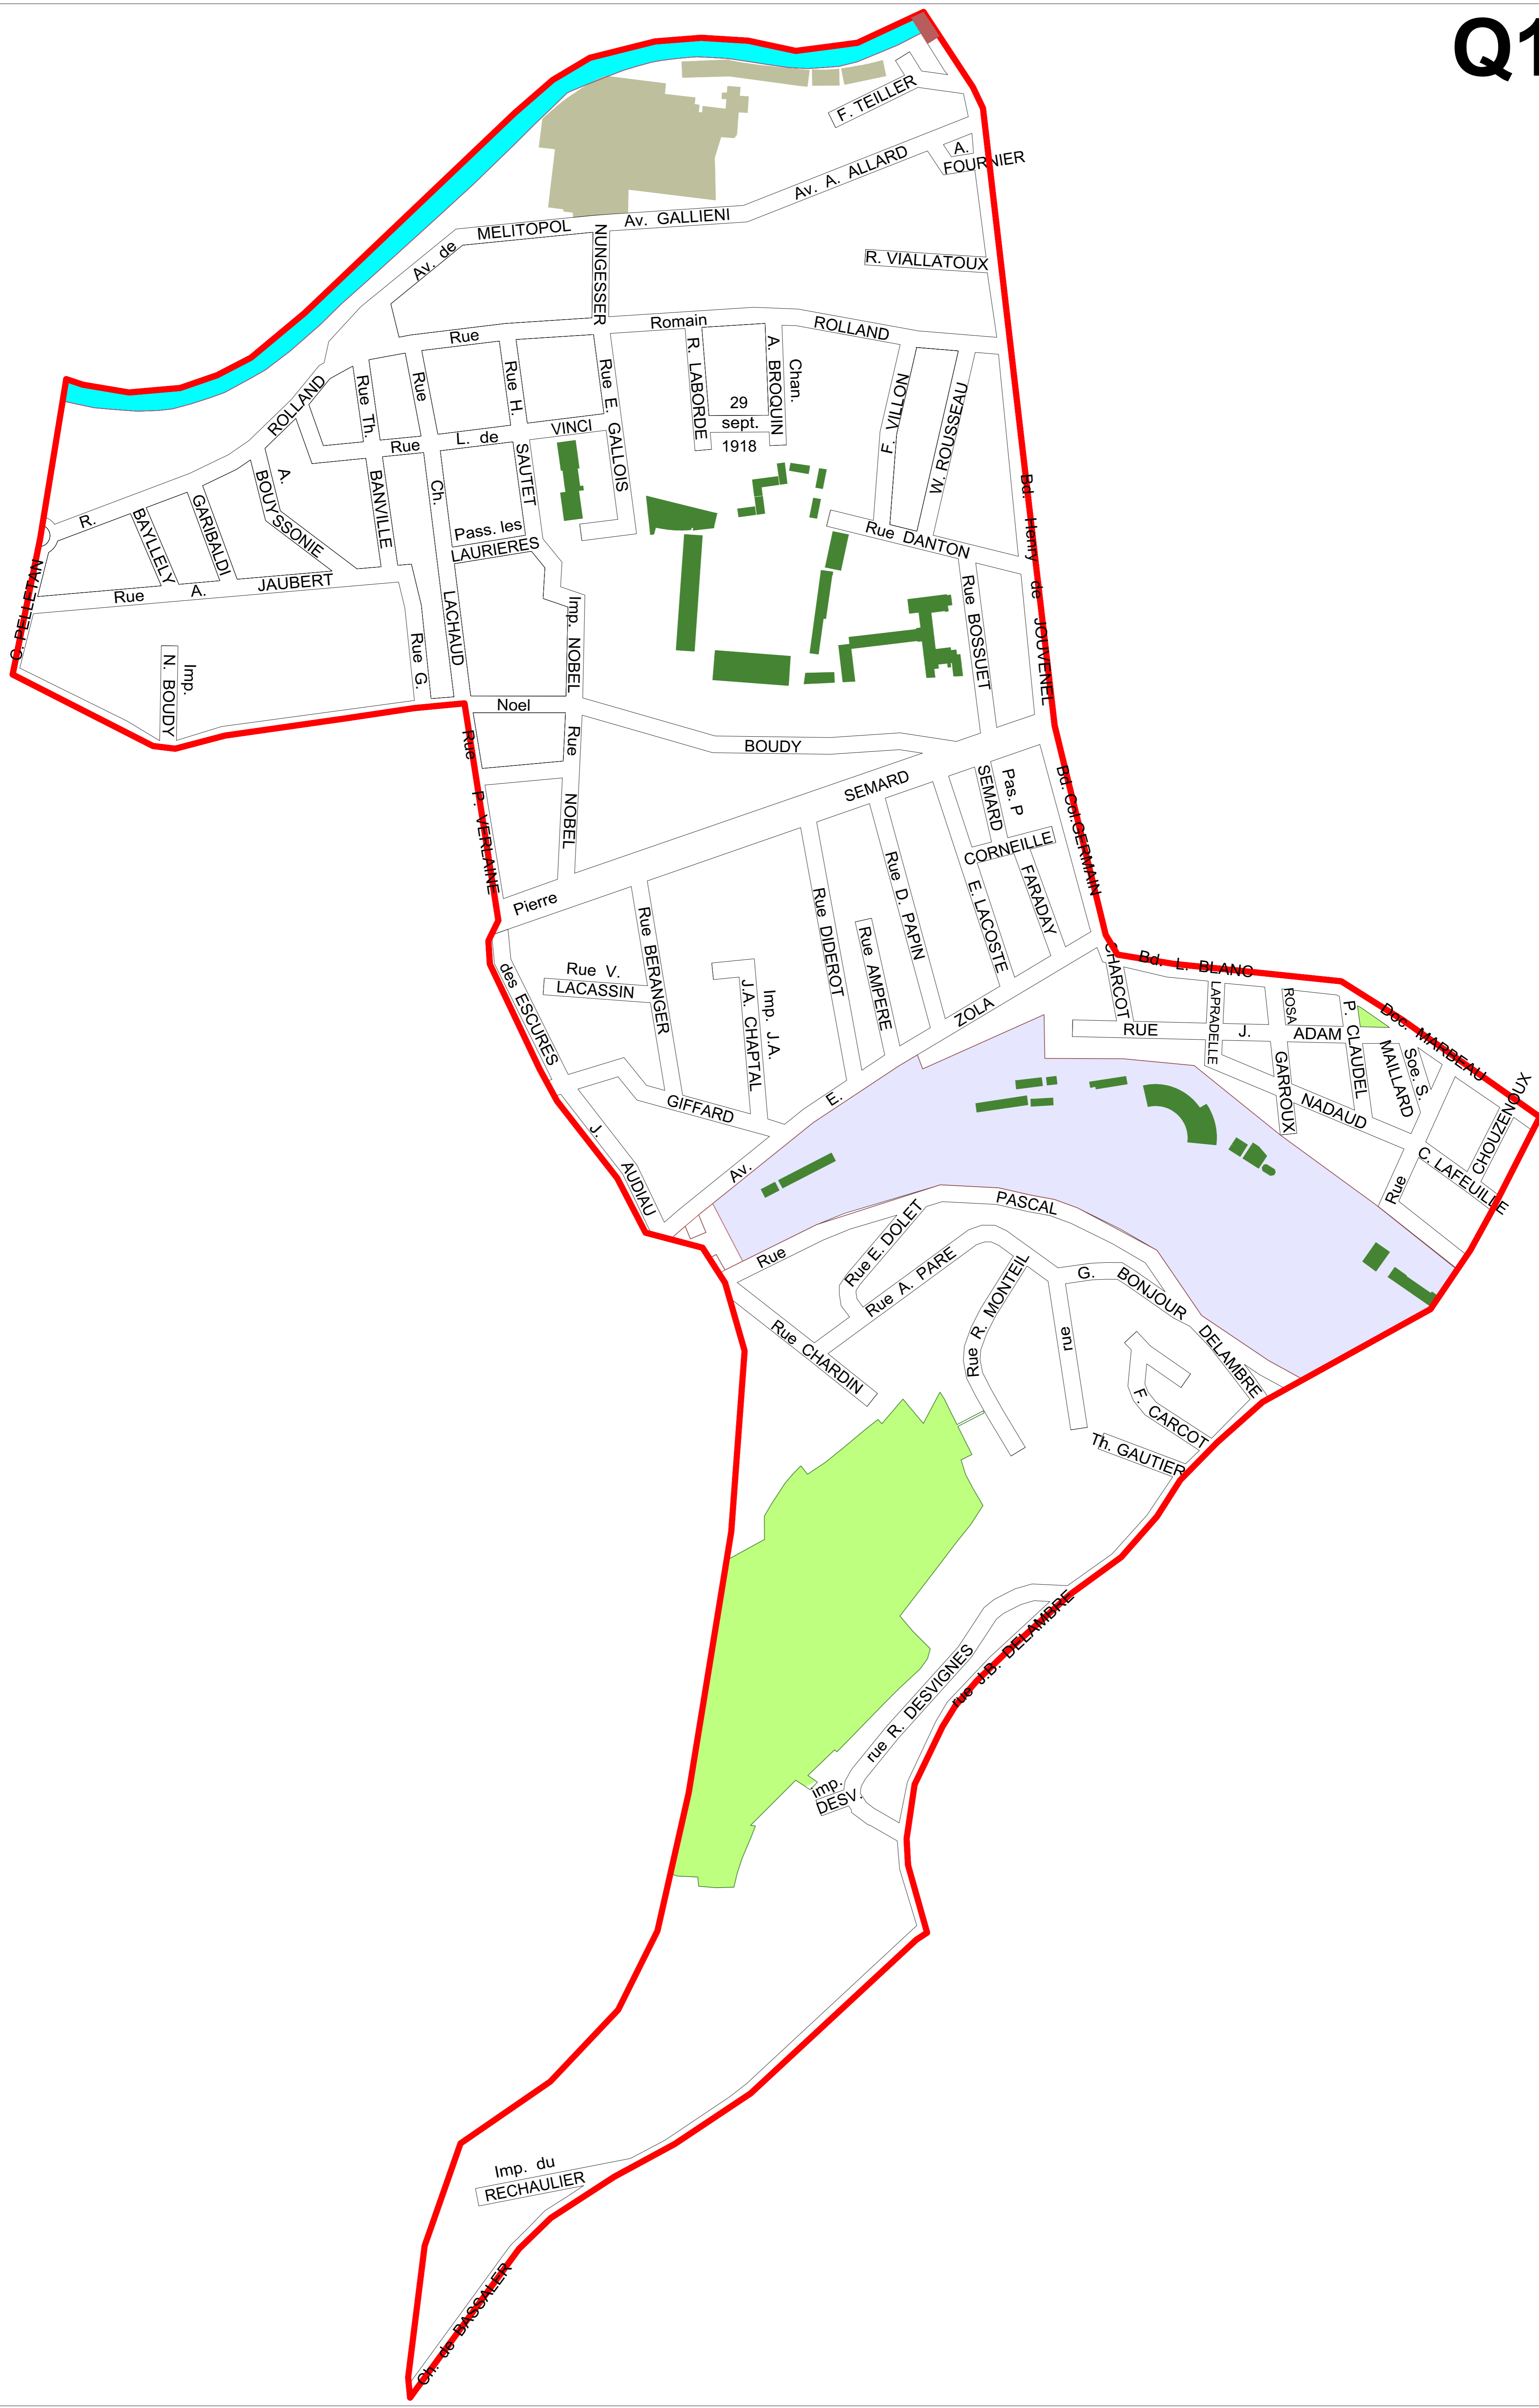 Q1
F. TEILLER
A.
FOURNIER
Av. A. ALLARD
Av. GALLIENI
MELITOPOL
Av. de
NUNGESSER
R. VIALLATOUX
Rue
Romain
ROLLAND
R. LABORDE
A. BROQUIN
Chan.
29
sept.
1918
F. VILLON
W. ROUSSEAU
Rue E. GALLOIS
Rue H.
SAUTET
Rue
Rue Th.
BANVILLE
Rue
L. de
VINCI
ROLLAND
R.
A.
BOUYSSONIE
GARIBALDI
BAYLLELY
Ch.
LACHAUD
Pass. les
LAURIERES
Rue DANTON
Bd. Henry de JOUVENEL
Rue BOSSUET
C. PELLETAN
Rue A. JAUBERT
Rue G.
Imp. NOBEL
Imp.
N. BOUDY
Noel
BOUDY
Rue
P. VERLAINE
Rue
NOBEL
Pierre
SEMARD
Pas. P
SEMARD
CORNEILLE
FARADAY
E. LACOSTE
Bd. Col.GERMAIN
Rue D. PAPIN
Rue DIDEROT
Rue AMPERE
Rue BERANGER
Rue V.
LACASSIN
des ESCURES
Imp. J.A.
J.A. CHAPTAL
GIFFARD
J.
AUDIAU
Av.
E.
ZOLA
CHARCOT
Bd. L. BLANC
LAPRADELLE
ROSA
P. CLAUDEL
Doc. MARBEAU
RUE
J.
ADAM
GARROUX
MAILLARD
Soe. S.
NADAUD
CHOUZENOUX
C. LAFEUILLE
Rue
Rue
PASCAL
Rue E. DOLET
Rue A. PARE
Rue CHARDIN
Rue R. MONTEIL
G.
BONJOUR
rue
DELAMBRE
F. CARCOT
Th. GAUTIER
rue R. DESVIGNES
rue J.B. DELAMBRE
imp.
DESV.
Imp. du
RECHAULIER
Ch. de BASSALER